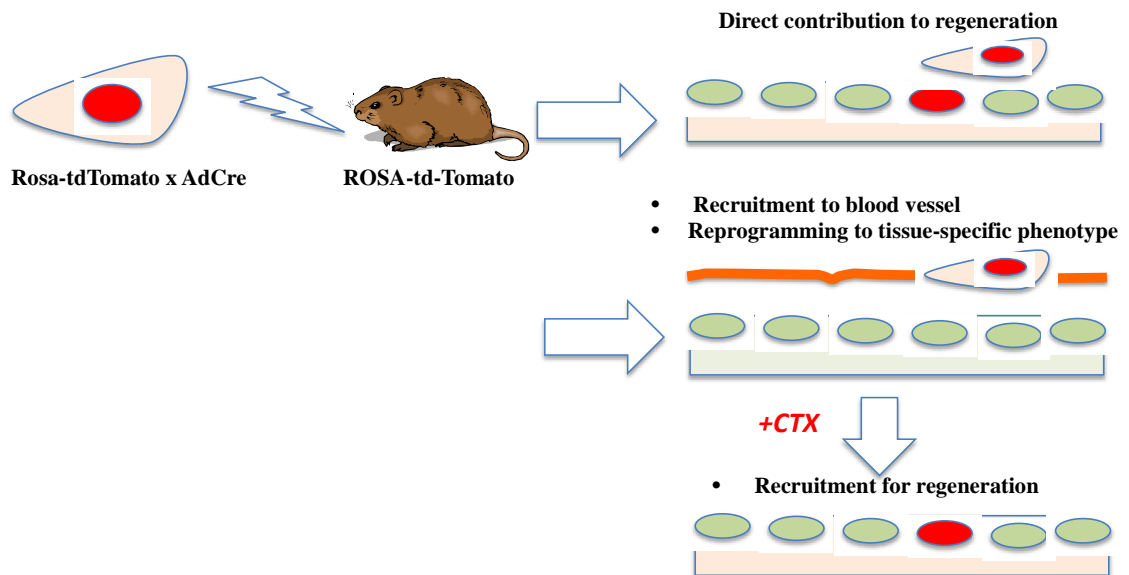 Direct contribution to regeneration
Rosa-tdTomato x AdCre
ROSA-td-Tomato
• Recruitment to blood vessel
• Reprogramming to tissue-specific phenotype
+CTX
• Recruitment for regeneration